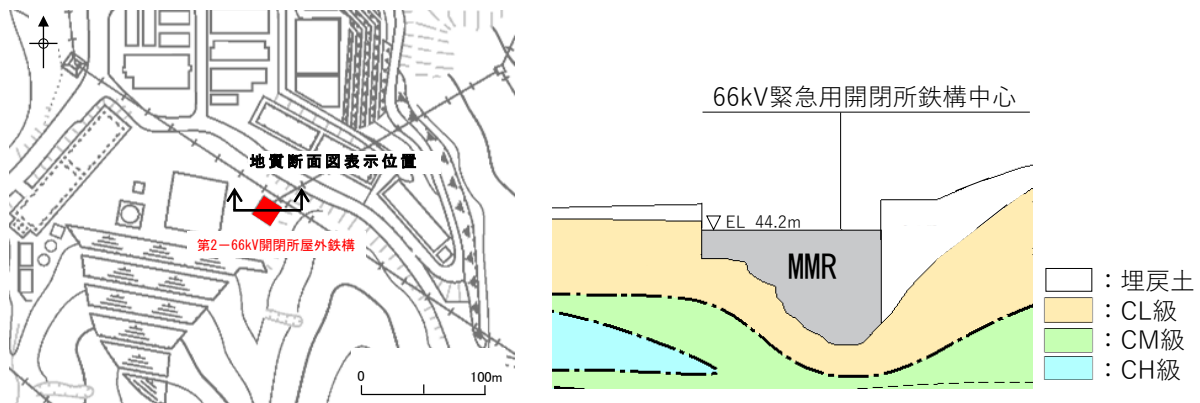 地質断面図表示位置
第2－66kV開閉所屋外鉄構
0
100m
66kV緊急用開閉所鉄構中心
▽EL 44.2m
MMR
：埋戻土
：CL級
：CM級
：CH級